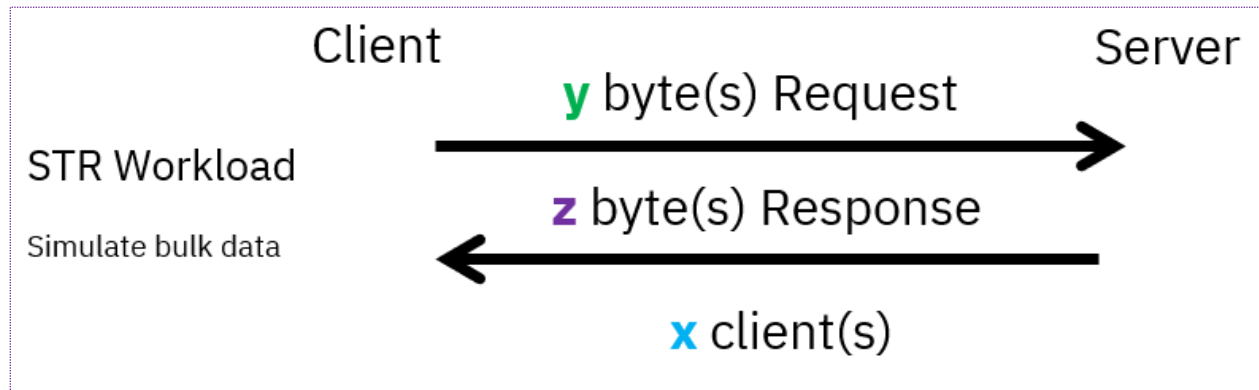 Client
Server
y byte(s) Request
STR Workload
z byte(s) Response
Simulate bulk data
x client(s)